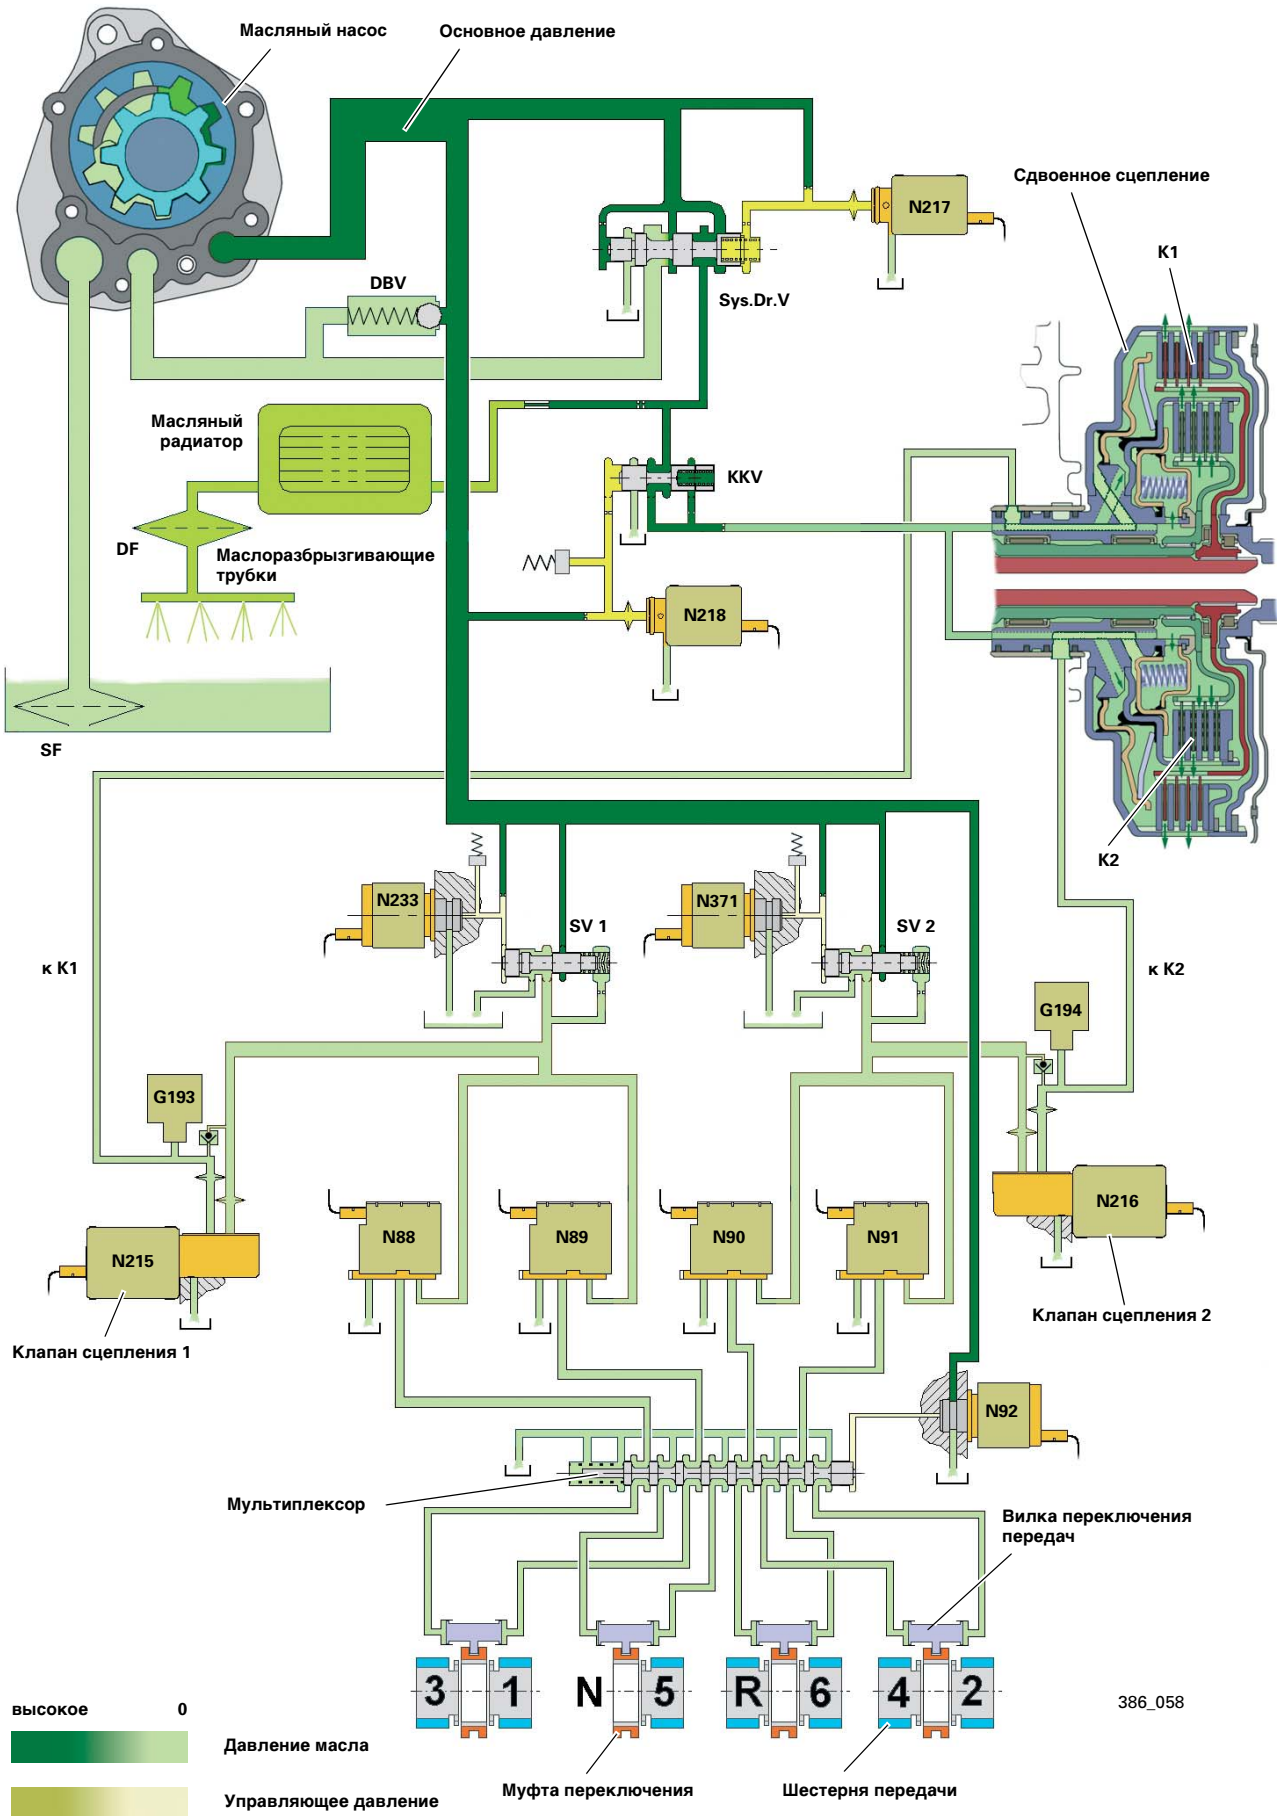 Масляный насос
Основное давление
Сдвоенное сцепление
N217
K1
DBV
Sys.Dr.V
Масляный
радиатор
KKV
DF
Маслоразбрызгивающие
трубки
N218
SF
K2
N233
N371
SV 1
SV 2
к K1
к K2
G194
G193
N88
N89
N90
N91
N216
N215
Клапан сцепления 2
Клапан сцепления 1
N92
Мультиплексор
Вилка переключения
передач
3 1 N 5 R 6 4 2
386_058
высокое 0
Давление масла
Муфта переключения
Шестерня передачи
Управляющее давление